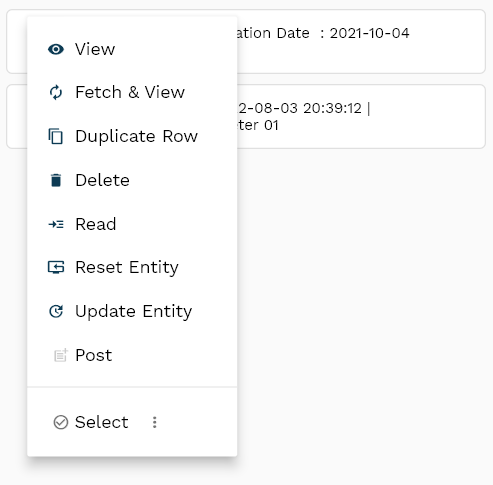 ation Date : 2021-10-04
2-08-03 20:39:12 |
ter 01
View
Fetch & View
Duplicate Row
Delete
Read
Reset Entity
Update Entity
Post
Select